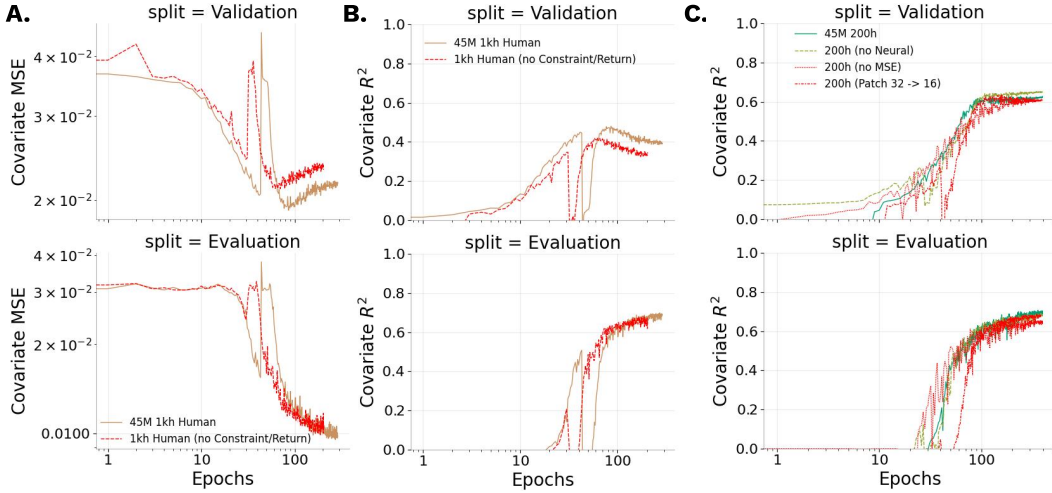 A.
split = Validation
Covariate MSE
4 × 10⁻²
3 × 10⁻²
2 × 10⁻²
split = Evaluation
Covariate MSE
4 × 10⁻²
3 × 10⁻²
2 × 10⁻²
0.0100
45M 1kh Human
1kh Human (no Constraint/Return)
1
10
100
Epochs
B.
split = Validation
Covariate R²
1.0
0.8
0.6
0.4
0.2
0.0
45M 1kh Human
1kh Human (no Constraint/Return)
split = Evaluation
Covariate R²
1.0
0.8
0.6
0.4
0.2
0.0
1
10
100
Epochs
C.
split = Validation
Covariate R²
1.0
0.8
0.6
0.4
0.2
0.0
45M 200h
200h (no Neural)
200h (no MSE)
200h (Patch 32 -> 16)
split = Evaluation
Covariate R²
1.0
0.8
0.6
0.4
0.2
0.0
1
10
100
Epochs